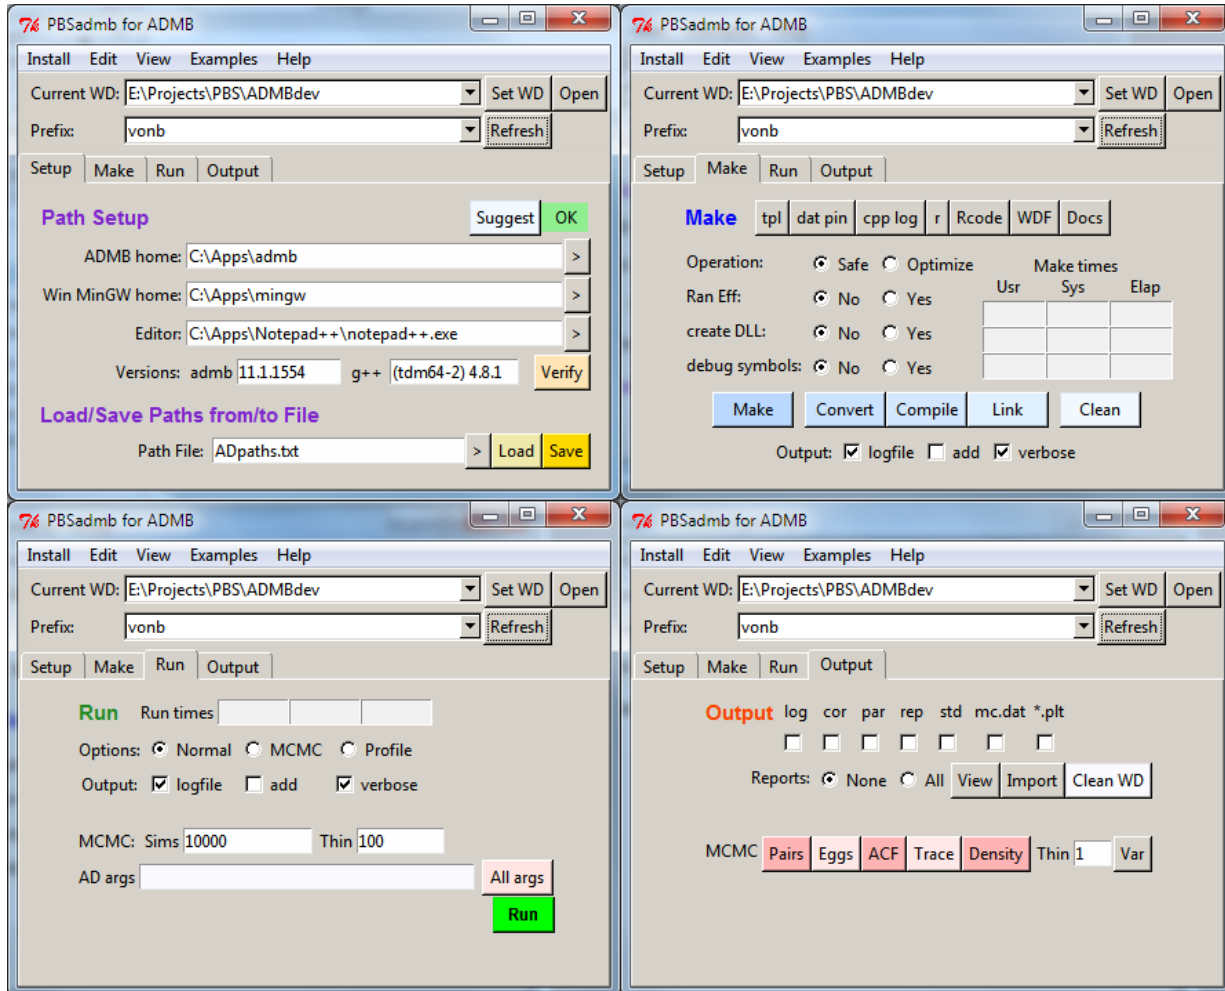 PBSadmb for ADMB
Install Edit View Examples Help
Current WD: E:\Projects\PBS\ADMBdev Set WD Open
Prefix: vonb Refresh
Setup Make Run Output
Path Setup Suggest OK
ADMB home: C:\Apps\admb >
Win MinGW home: C:\Apps\mingw >
Editor: C:\Apps\Notepad++\notepad++.exe >
Versions: admb 11.1.1554 g++ (tdm64-2) 4.8.1 Verify
Load/Save Paths from/to File
Path File: ADpaths.txt > Load Save
PBSadmb for ADMB
Install Edit View Examples Help
Current WD: E:\Projects\PBS\ADMBdev Set WD Open
Prefix: vonb Refresh
Setup Make Run Output
Make tpl dat pin cpp log r Rcode WDF Docs
Operation: Safe Optimize Make times
Ran Eff: No Yes Usr Sys Elap
create DLL: No Yes
debug symbols: No Yes
Make Convert Compile Link Clean
Output: logfile add verbose
PBSadmb for ADMB
Install Edit View Examples Help
Current WD: E:\Projects\PBS\ADMBdev Set WD Open
Prefix: vonb Refresh
Setup Make Run Output
Run Run times
Options: Normal MCMC Profile
Output: logfile add verbose
MCMC: Sims 10000 Thin 100
AD args All args
Run
PBSadmb for ADMB
Install Edit View Examples Help
Current WD: E:\Projects\PBS\ADMBdev Set WD Open
Prefix: vonb Refresh
Setup Make Run Output
Output log cor par rep std mc.dat *.plt
Reports: None All View Import Clean WD
MCMC Pairs Eggs ACF Trace Density Thin 1 Var